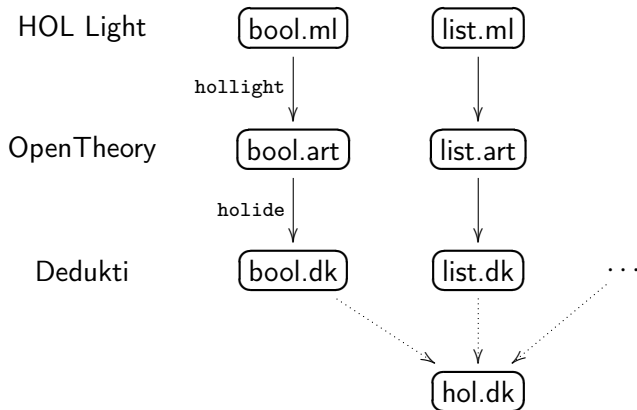 HOL Light bool.ml list.ml
hollight
OpenTheory bool.art list.art
holide
Dedukti bool.dk list.dk ...
hol.dk